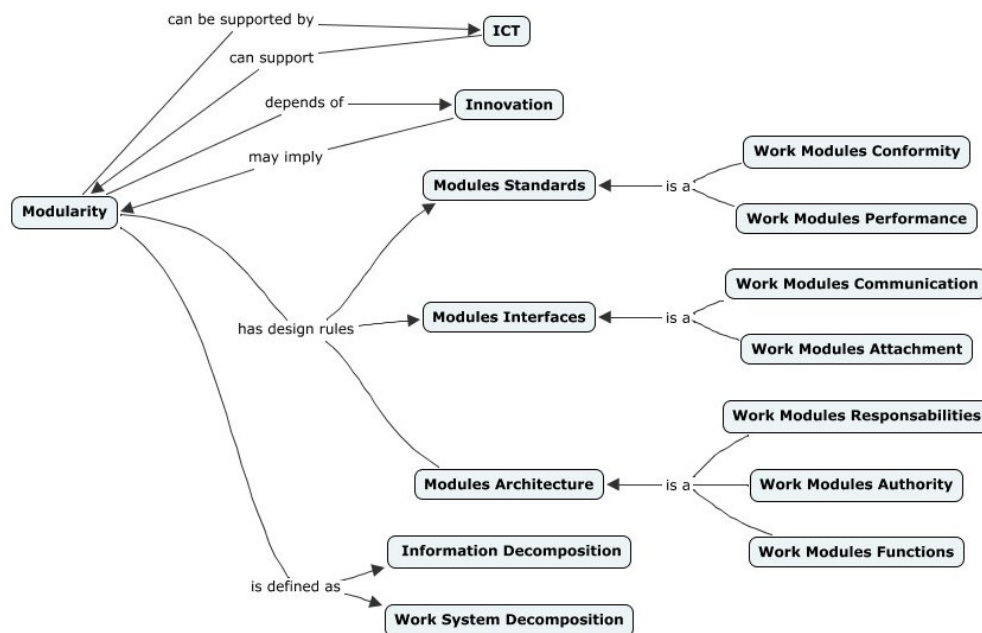 can be supported by
ICT
can support
depends of
Innovation
may imply
Work Modules Conformity
Modules Standards
is a
Modularity
Work Modules Performance
Work Modules Communication
has design rules
Modules Interfaces
is a
Work Modules Attachment
Work Modules Responsabilities
Modules Architecture
is a
Work Modules Authority
Information Decomposition
Work Modules Functions
is defined as
Work System Decomposition